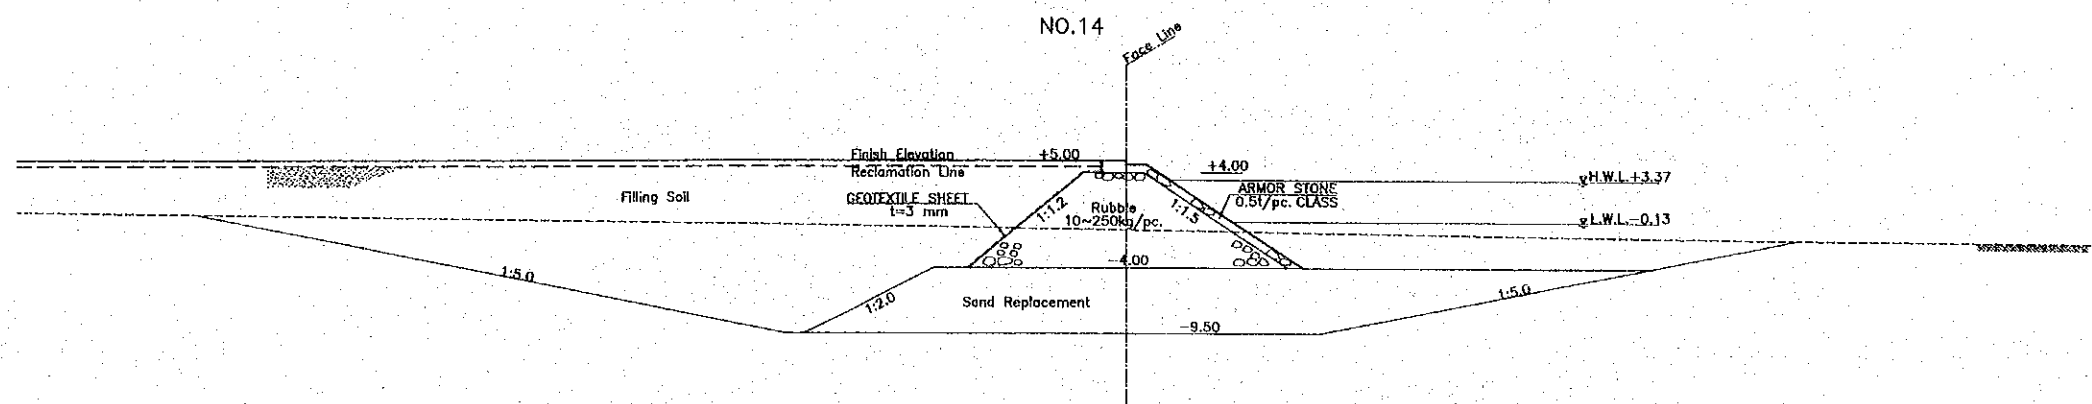 NO.14
Face Line
Finish Elevation
+5.00
Reclamation Line
+4.00
H.W.L.+3.37
Filling Soil
GEOTEXTILE SHEET
t=3 mm
1:1.2
Rubble
10~250kg/pc.
1:1.5
ARMOR STONE
0.5t/pc. CLASS
L.W.L.-0.13
-4.00
1:5.0
1:2.0
Sand Replacement
1:5.0
-9.50